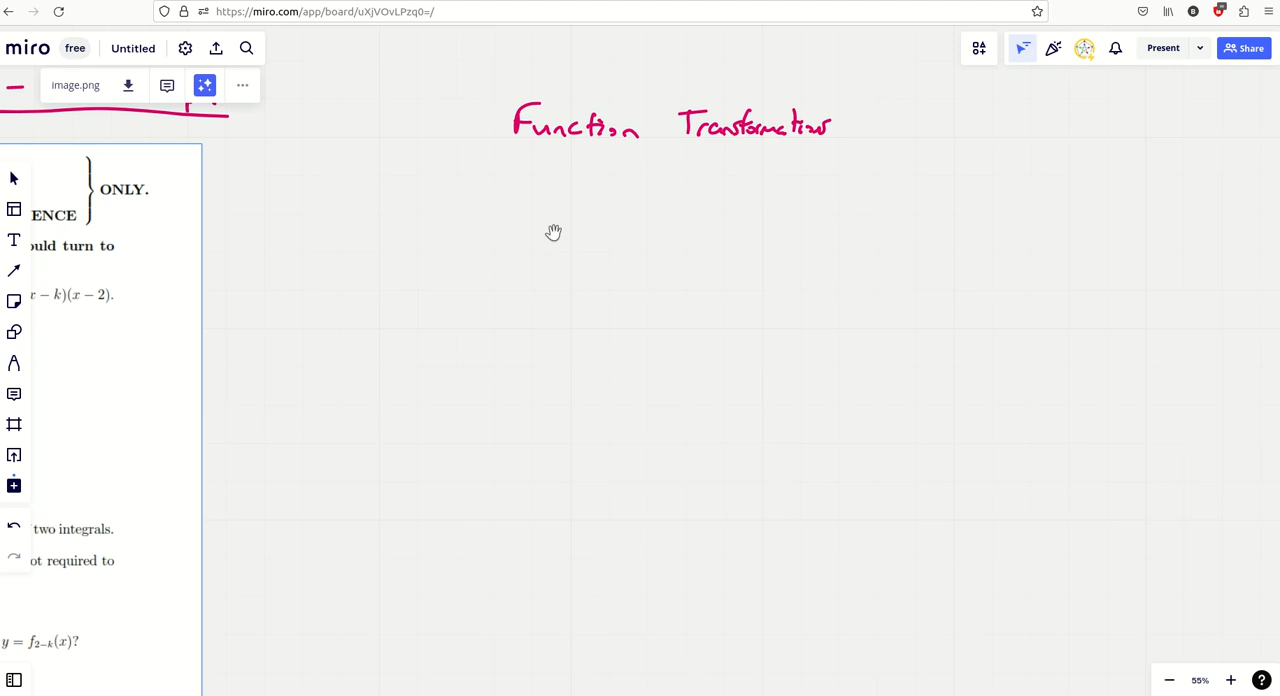 https://miro.com/app/board/uXjVOvLPzq0=/
miro free Untitled Present Share
image.png
Function Transformations
ONLY.
ENCE
ould turn to
x − k)(x − 2).
two integrals.
ot required to
y = f₂₋ₖ(x)?
55%